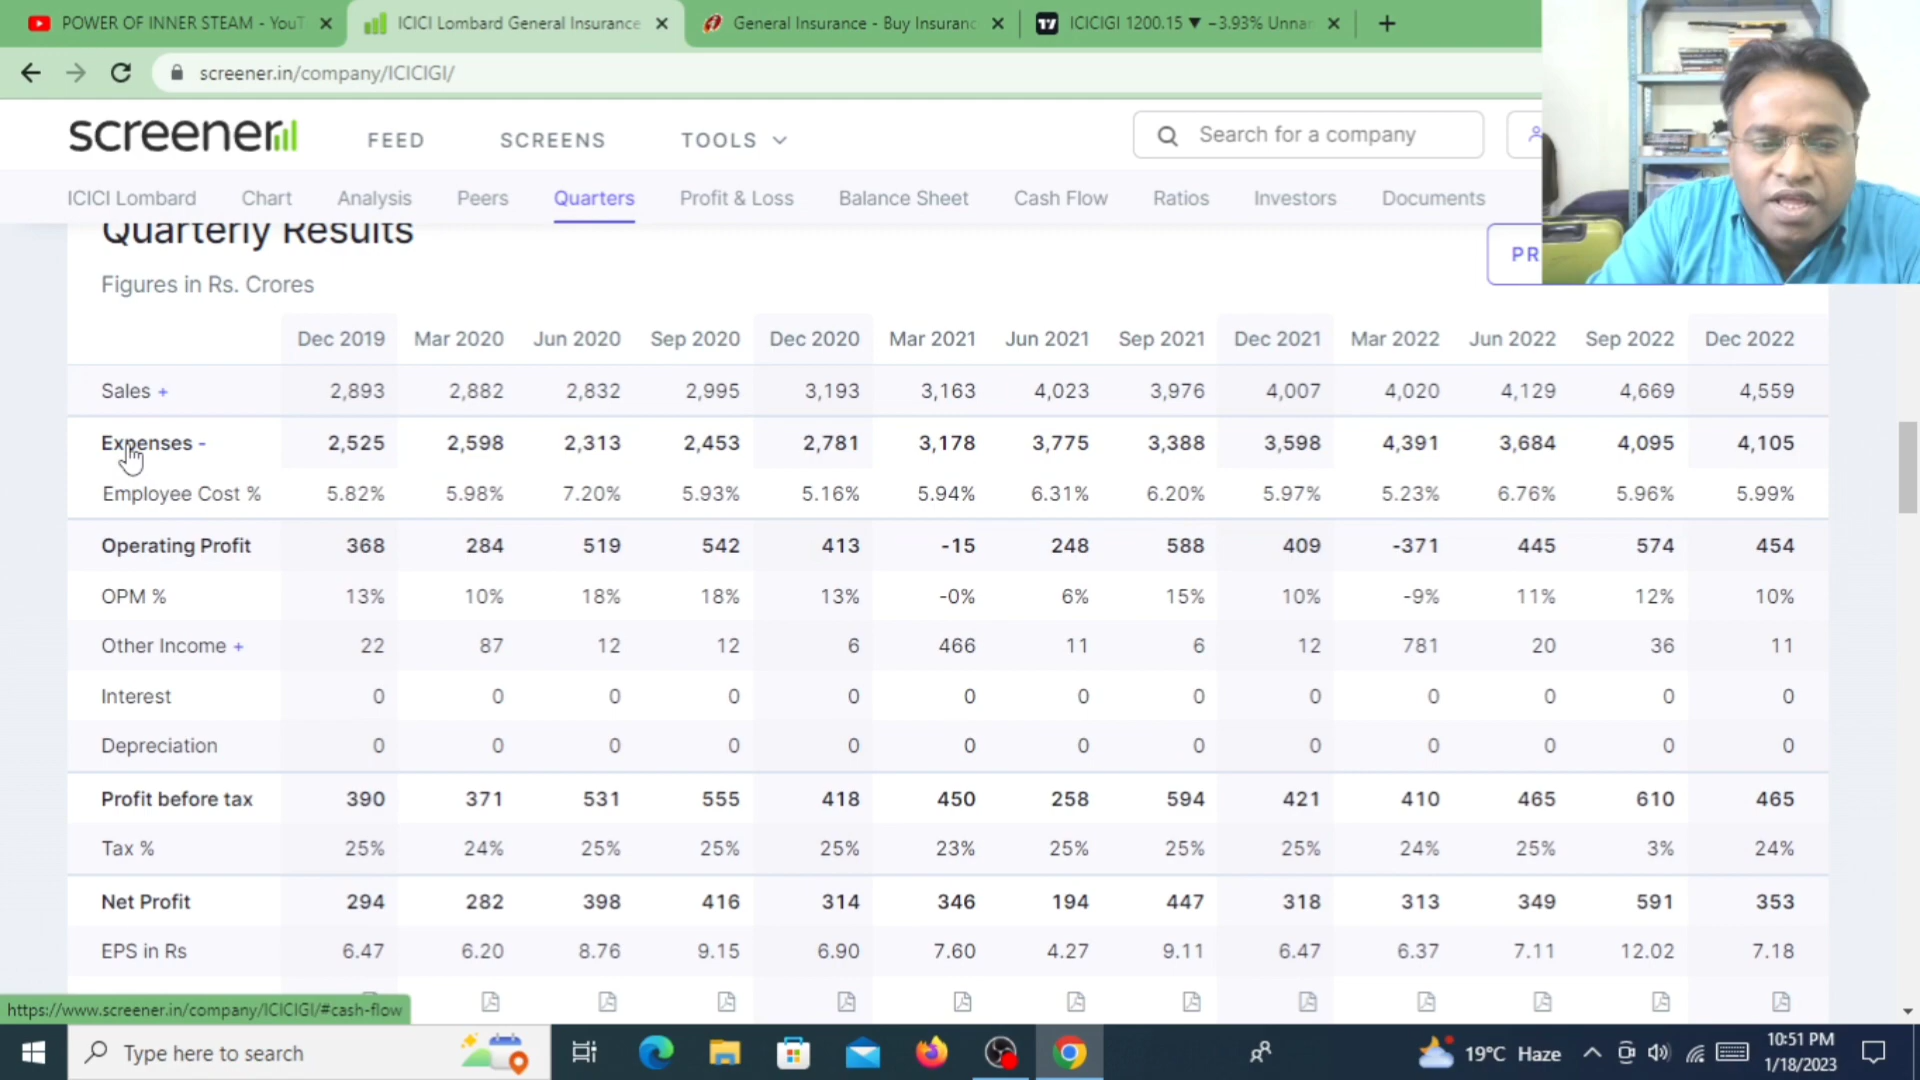 POWER OF INNER STEAM - YouT
ICICI Lombard General Insurance
General Insurance - Buy Insuranc
ICICIGI 1200.15 ▼ −3.93% Unnar
screener.in/company/ICICIGI/
screener
FEED
SCREENS
TOOLS
Search for a company
ICICI Lombard Chart Analysis Peers Quarters Profit & Loss Balance Sheet Cash Flow Ratios Investors Documents
Quarterly Results
PR
Figures in Rs. Crores
Dec 2019 Mar 2020 Jun 2020 Sep 2020 Dec 2020 Mar 2021 Jun 2021 Sep 2021 Dec 2021 Mar 2022 Jun 2022 Sep 2022 Dec 2022
Sales + 2,893 2,882 2,832 2,995 3,193 3,163 4,023 3,976 4,007 4,020 4,129 4,669 4,559
Expenses - 2,525 2,598 2,313 2,453 2,781 3,178 3,775 3,388 3,598 4,391 3,684 4,095 4,105
Employee Cost % 5.82% 5.98% 7.20% 5.93% 5.16% 5.94% 6.31% 6.20% 5.97% 5.23% 6.76% 5.96% 5.99%
Operating Profit 368 284 519 542 413 -15 248 588 409 -371 445 574 454
OPM % 13% 10% 18% 18% 13% -0% 6% 15% 10% -9% 11% 12% 10%
Other Income + 22 87 12 12 6 466 11 6 12 781 20 36 11
Interest 0 0 0 0 0 0 0 0 0 0 0 0 0
Depreciation 0 0 0 0 0 0 0 0 0 0 0 0 0
Profit before tax 390 371 531 555 418 450 258 594 421 410 465 610 465
Tax % 25% 24% 25% 25% 25% 23% 25% 25% 25% 24% 25% 3% 24%
Net Profit 294 282 398 416 314 346 194 447 318 313 349 591 353
EPS in Rs 6.47 6.20 8.76 9.15 6.90 7.60 4.27 9.11 6.47 6.37 7.11 12.02 7.18
https://www.screener.in/company/ICICIGI/#cash-flow
Type here to search
19°C Haze
10:51 PM
1/18/2023